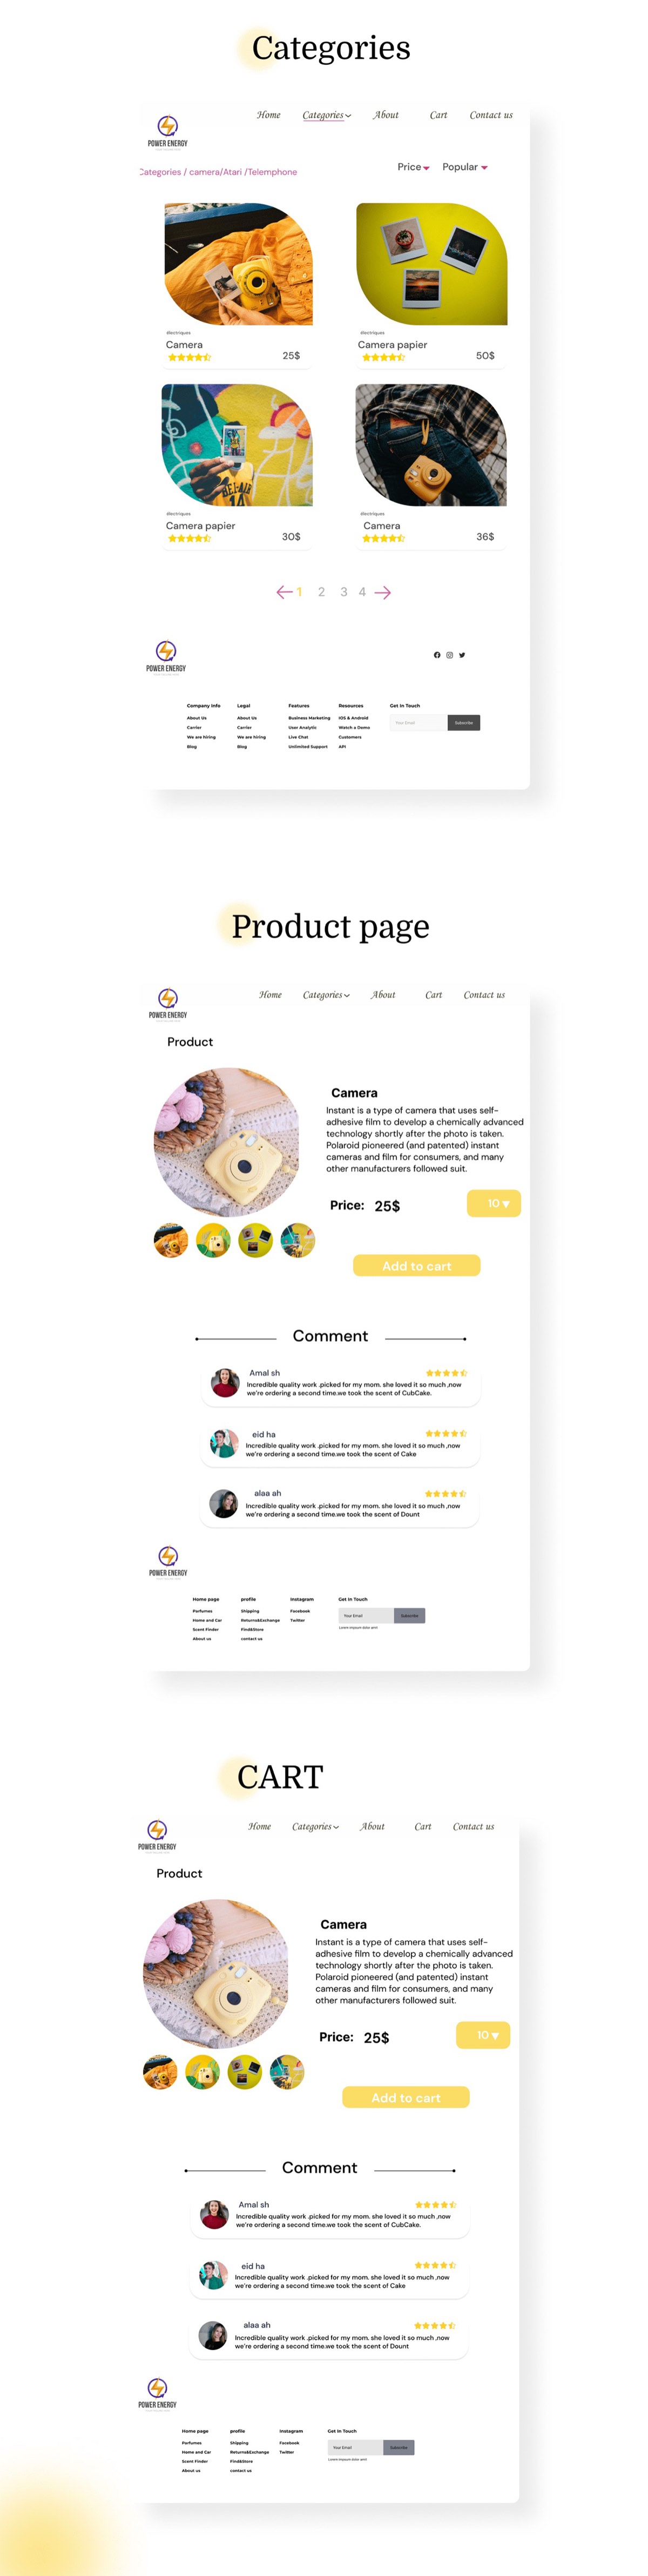 Categories
Home Categories About Cart Contact us
POWER ENERGY
Categories / camera/Atari /Telemphone
Price Popular
électriques
Camera
25$
électriques
Camera papier
50$
électriques
Camera papier
30$
électriques
Camera
36$
1 2 3 4
POWER ENERGY
Company Info Legal Features Resources Get In Touch
About Us About Us Business Marketing IOS & Android
Carrier Carrier User Analytic Watch a Demo
Your Email Subscribe
We are hiring We are hiring Live Chat Customers
Blog Blog Unlimited Support API
Product page
Home Categories About Cart Contact us
POWER ENERGY
Product
Camera
Instant is a type of camera that uses self-
adhesive film to develop a chemically advanced
technology shortly after the photo is taken.
Polaroid pioneered (and patented) instant
cameras and film for consumers, and many
other manufacturers followed suit.
Price: 25$
10
Add to cart
Comment
Amal sh
Incredible quality work .picked for my mom. she loved it so much ,now
we're ordering a second time.we took the scent of CubCake.
eid ha
Incredible quality work .picked for my mom. she loved it so much ,now
we're ordering a second time.we took the scent of Cake
alaa ah
Incredible quality work .picked for my mom. she loved it so much ,now
we're ordering a second time.we took the scent of Dount
POWER ENERGY
Home page profile Instagram Get In Touch
Perfumes Shipping Facebook
Your Email Subscribe
Home and Car Returns&Exchange Twitter
Scent Finder Find&Store
About us contact us
CART
Home Categories About Cart Contact us
POWER ENERGY
Product
Camera
Instant is a type of camera that uses self-
adhesive film to develop a chemically advanced
technology shortly after the photo is taken.
Polaroid pioneered (and patented) instant
cameras and film for consumers, and many
other manufacturers followed suit.
Price: 25$
10
Add to cart
Comment
Amal sh
Incredible quality work .picked for my mom. she loved it so much ,now
we're ordering a second time.we took the scent of CubCake.
eid ha
Incredible quality work .picked for my mom. she loved it so much ,now
we're ordering a second time.we took the scent of Cake
alaa ah
Incredible quality work .picked for my mom. she loved it so much ,now
we're ordering a second time.we took the scent of Dount
POWER ENERGY
Home page profile Instagram Get In Touch
Perfumes Shipping Facebook
Your Email Subscribe
Home and Car Returns&Exchange Twitter
Scent Finder Find&Store
About us contact us